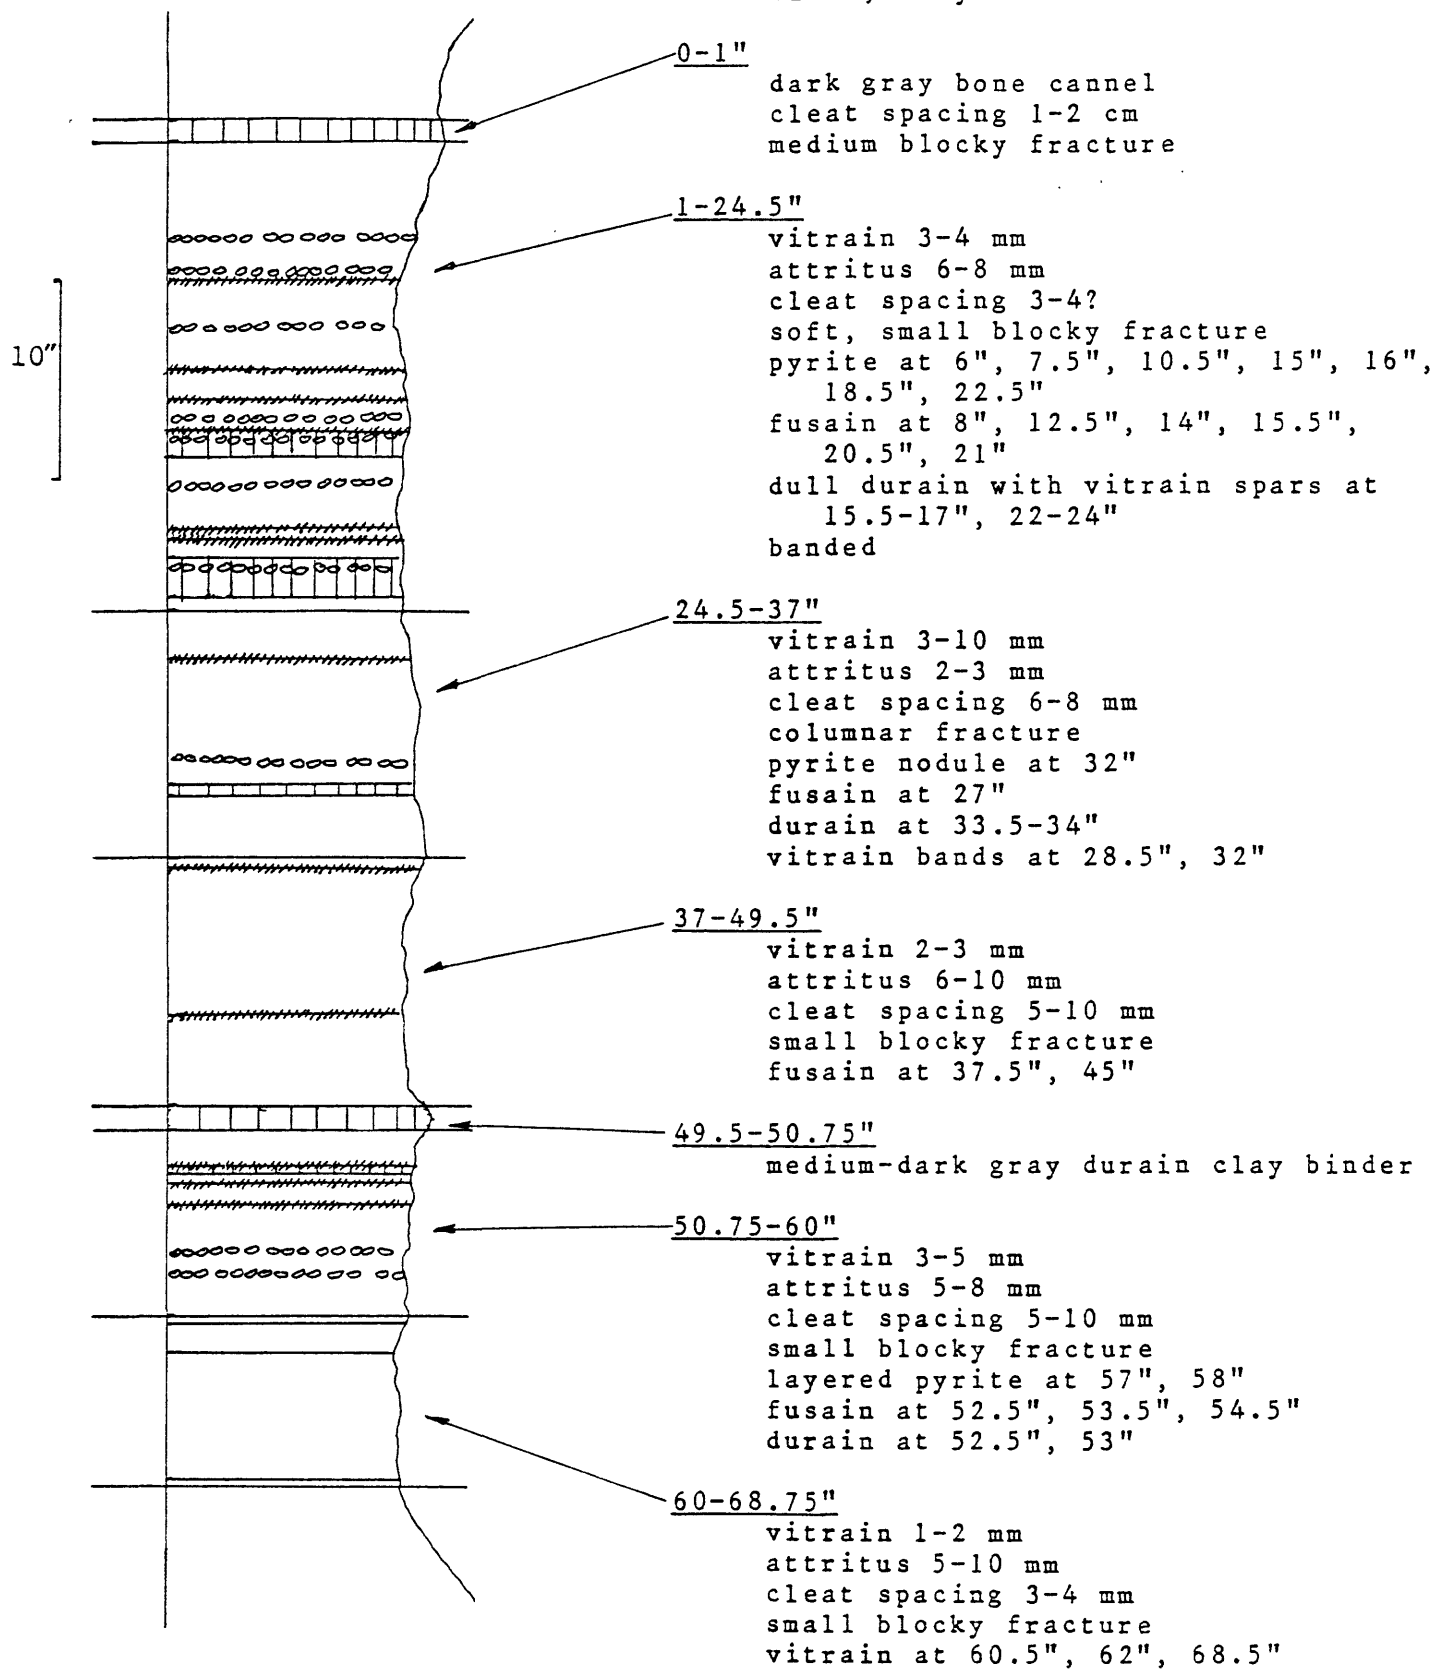 0-1"
dark gray bone cannel
cleat spacing 1-2 cm
medium blocky fracture
1-24.5"
vitrain 3-4 mm
attritus 6-8 mm
cleat spacing 3-4?
soft, small blocky fracture
pyrite at 6", 7.5", 10.5", 15", 16",
18.5", 22.5"
fusain at 8", 12.5", 14", 15.5",
20.5", 21"
dull durain with vitrain spars at
15.5-17", 22-24"
banded
10"
24.5-37"
vitrain 3-10 mm
attritus 2-3 mm
cleat spacing 6-8 mm
columnar fracture
pyrite nodule at 32"
fusain at 27"
durain at 33.5-34"
vitrain bands at 28.5", 32"
37-49.5"
vitrain 2-3 mm
attritus 6-10 mm
cleat spacing 5-10 mm
small blocky fracture
fusain at 37.5", 45"
49.5-50.75"
medium-dark gray durain clay binder
50.75-60"
vitrain 3-5 mm
attritus 5-8 mm
cleat spacing 5-10 mm
small blocky fracture
layered pyrite at 57", 58"
fusain at 52.5", 53.5", 54.5"
durain at 52.5", 53"
60-68.75"
vitrain 1-2 mm
attritus 5-10 mm
cleat spacing 3-4 mm
small blocky fracture
vitrain at 60.5", 62", 68.5"